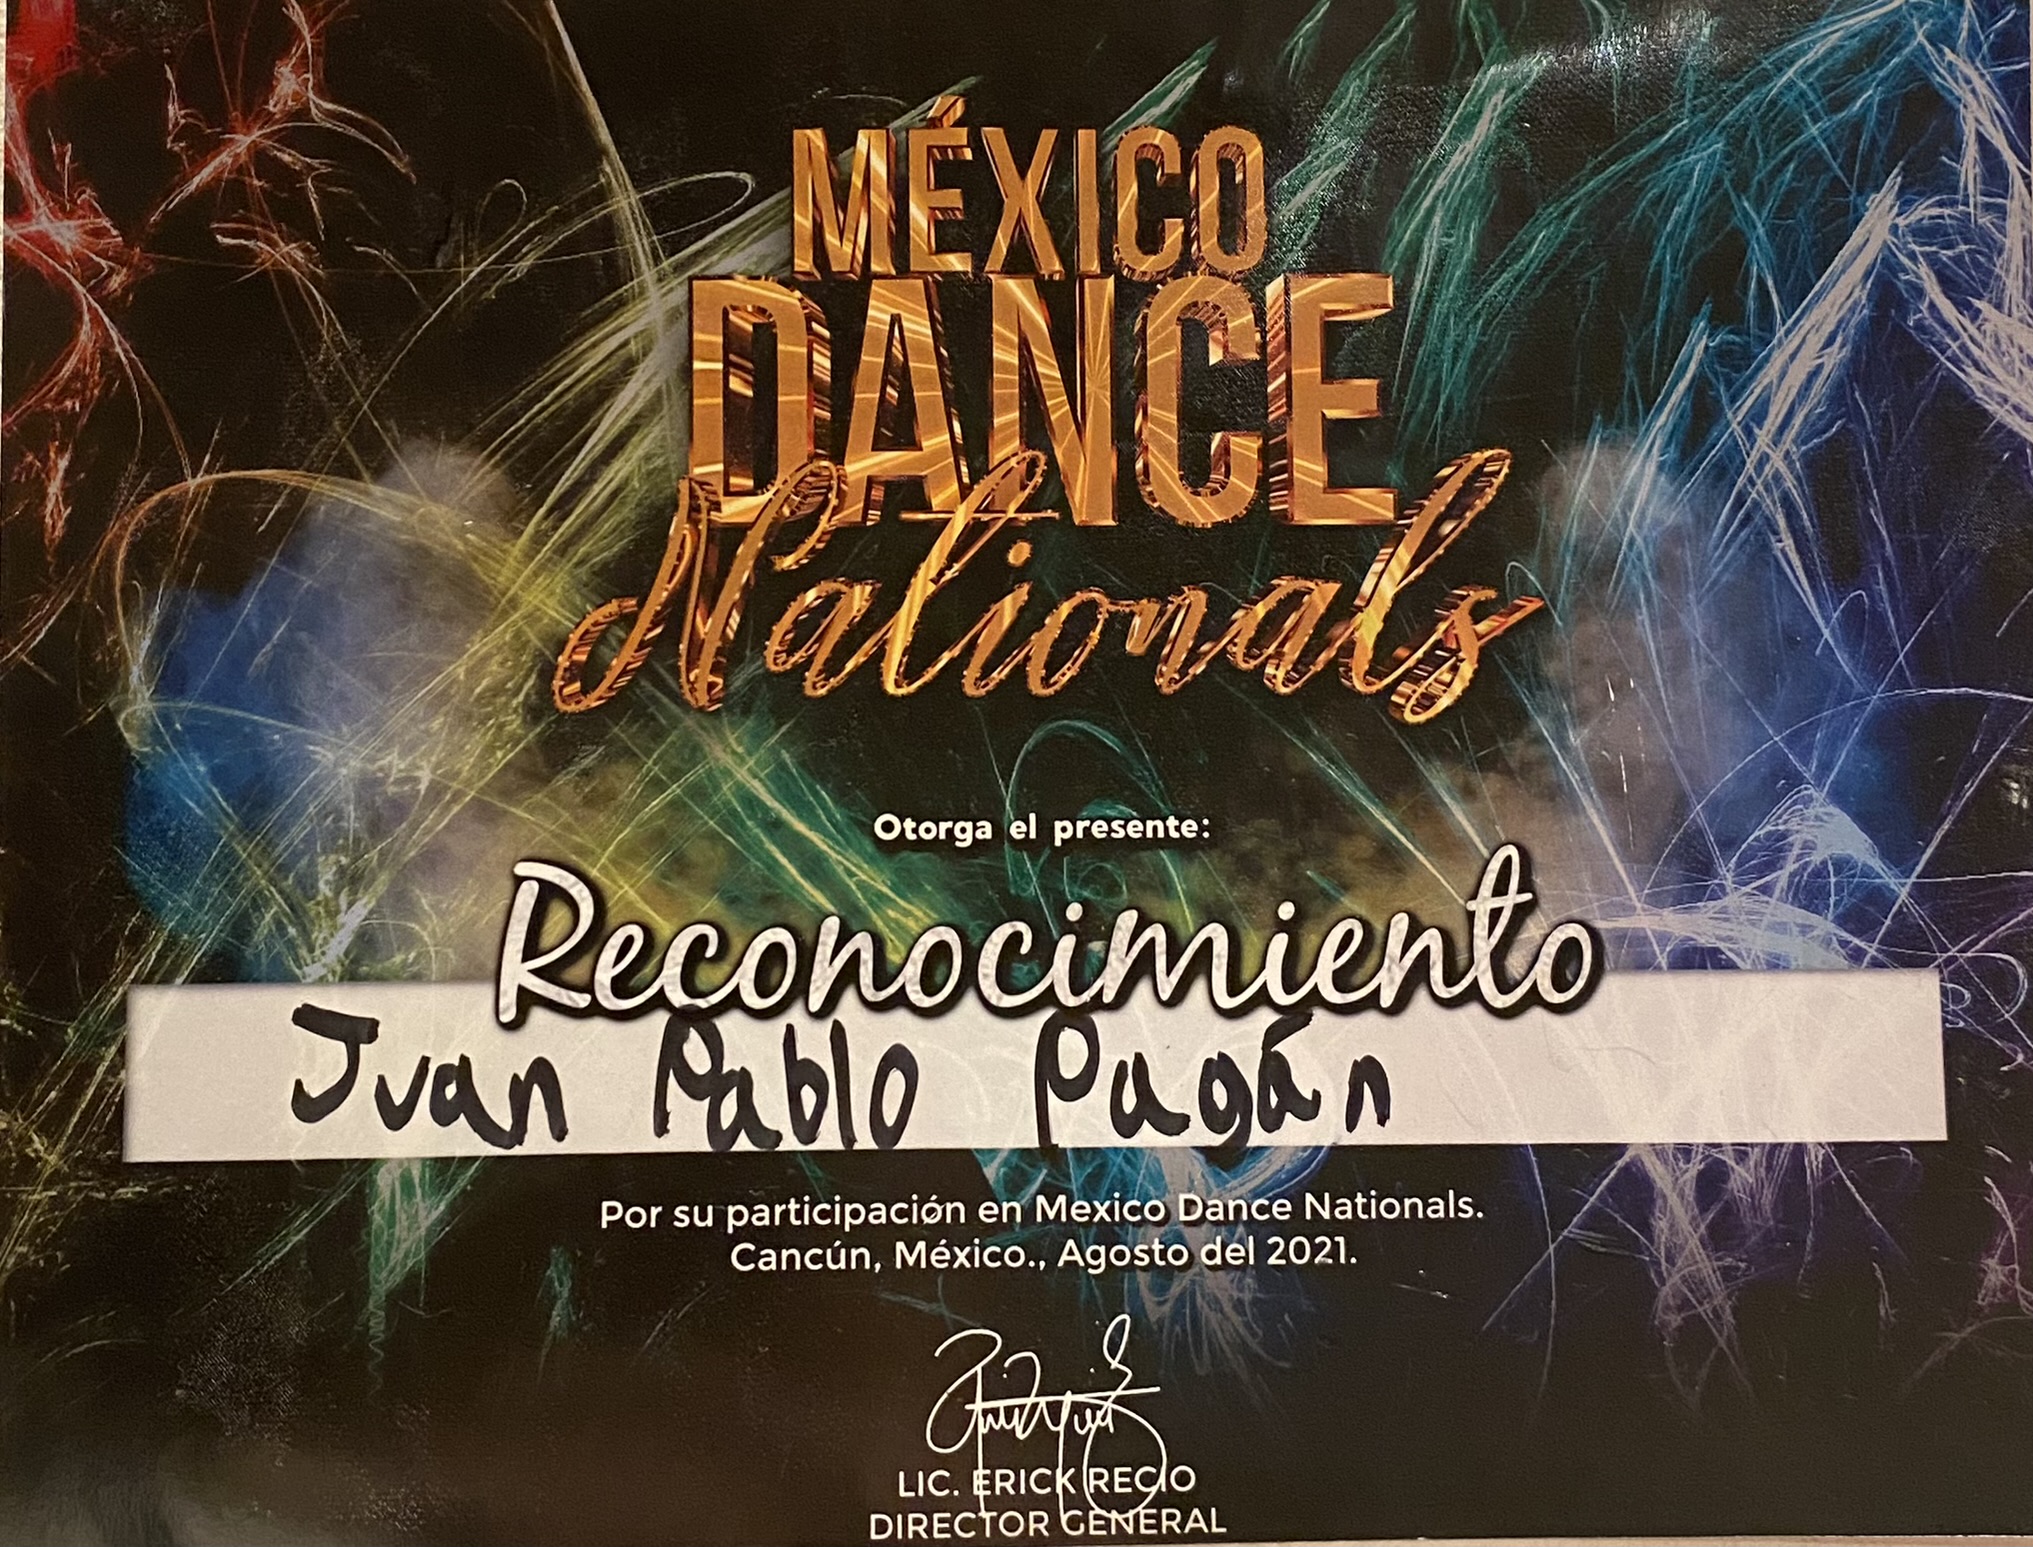 MÉXICO
DANCE
Nationals
Otorga el presente:
Reconocimiento
Juan Pablo Pagán
Por su participación en Mexico Dance Nationals.
Cancún, México., Agosto del 2021.
LIC. ERICK RECIO
DIRECTOR GENERAL